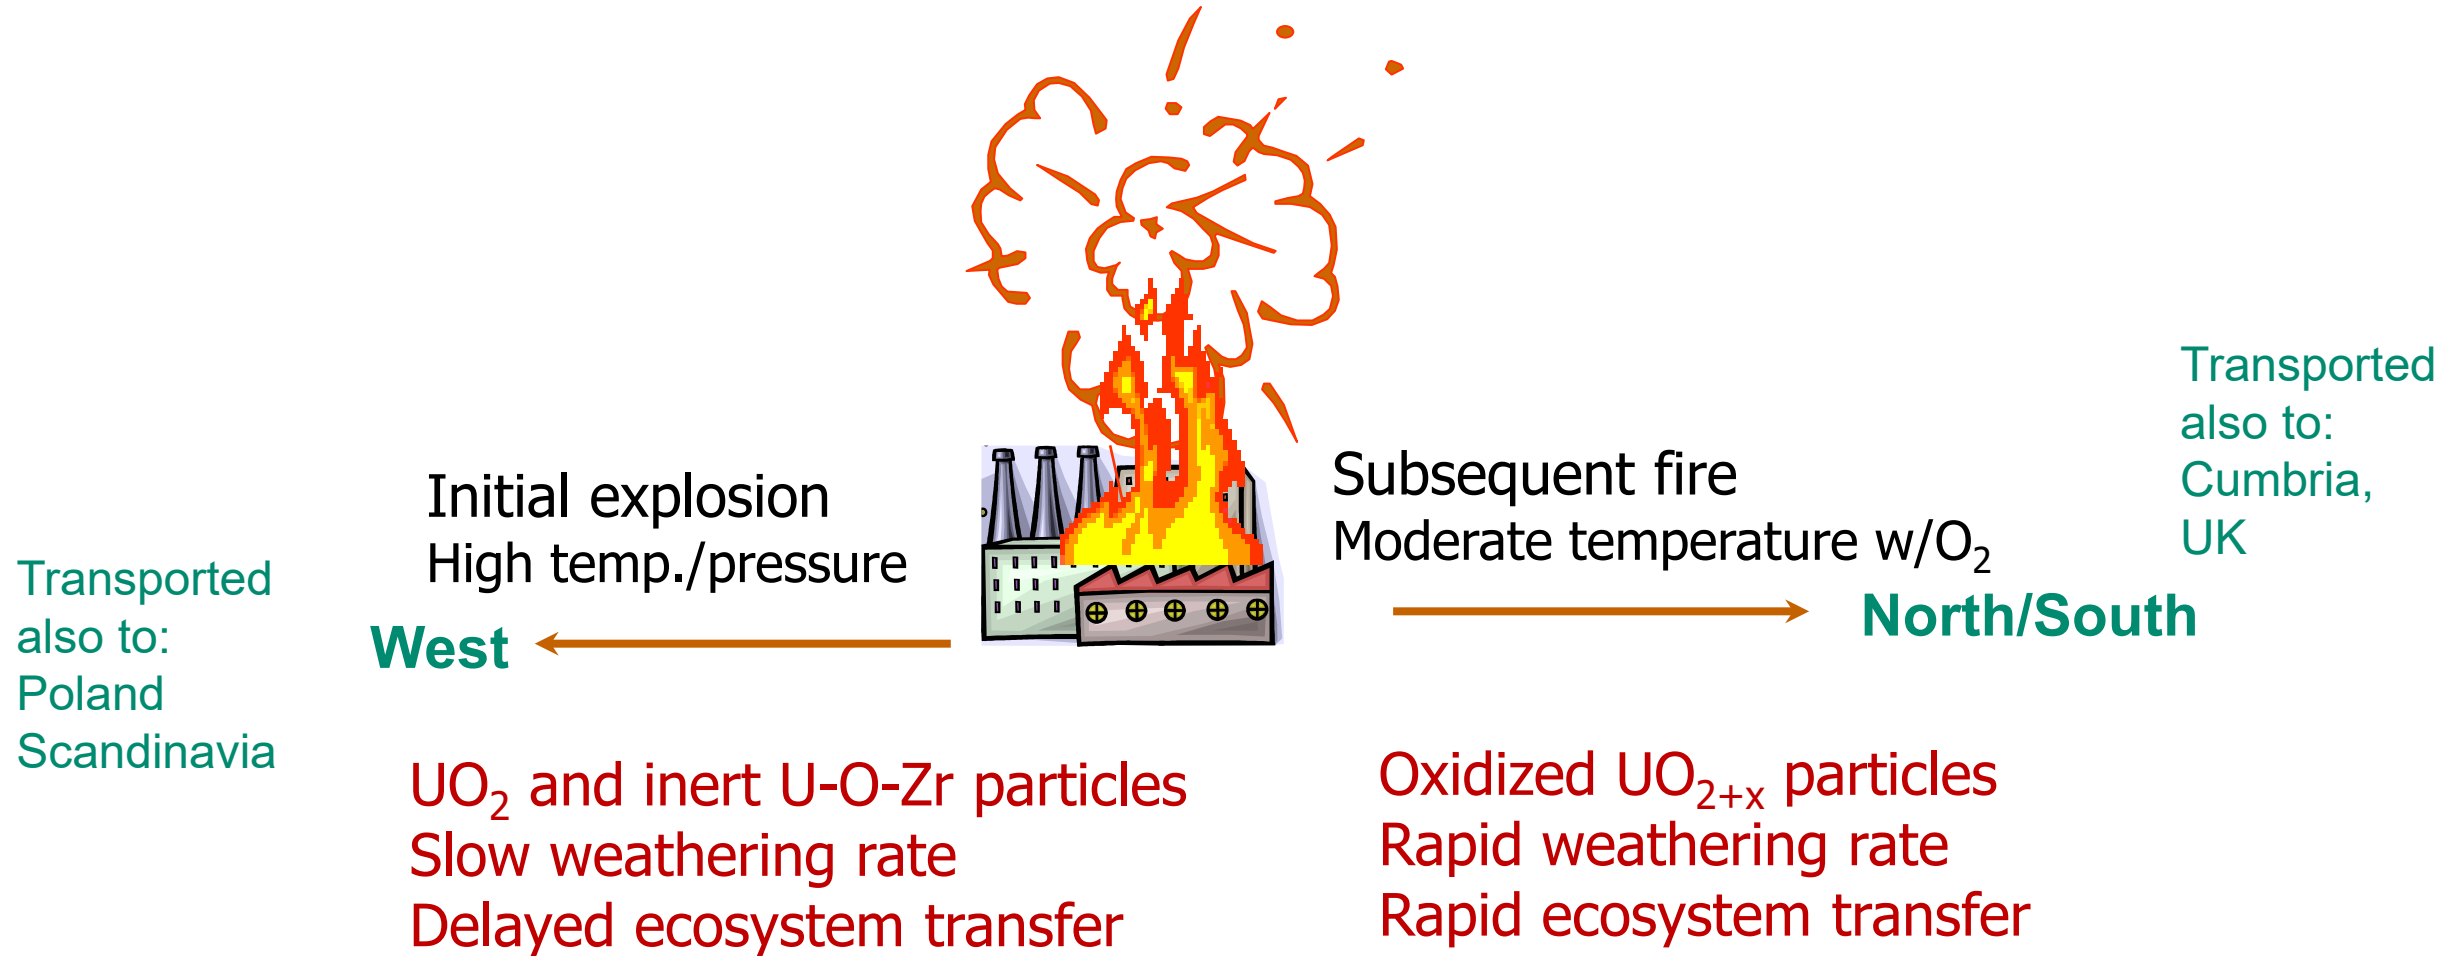 Initial explosion
High temp./pressure
West
Transported
also to:
Poland
Scandinavia
UO₂ and inert U-O-Zr particles
Slow weathering rate
Delayed ecosystem transfer
Subsequent fire
Moderate temperature w/O₂
North/South
Transported
also to:
Cumbria,
UK
Oxidized UO₂₊ₓ particles
Rapid weathering rate
Rapid ecosystem transfer